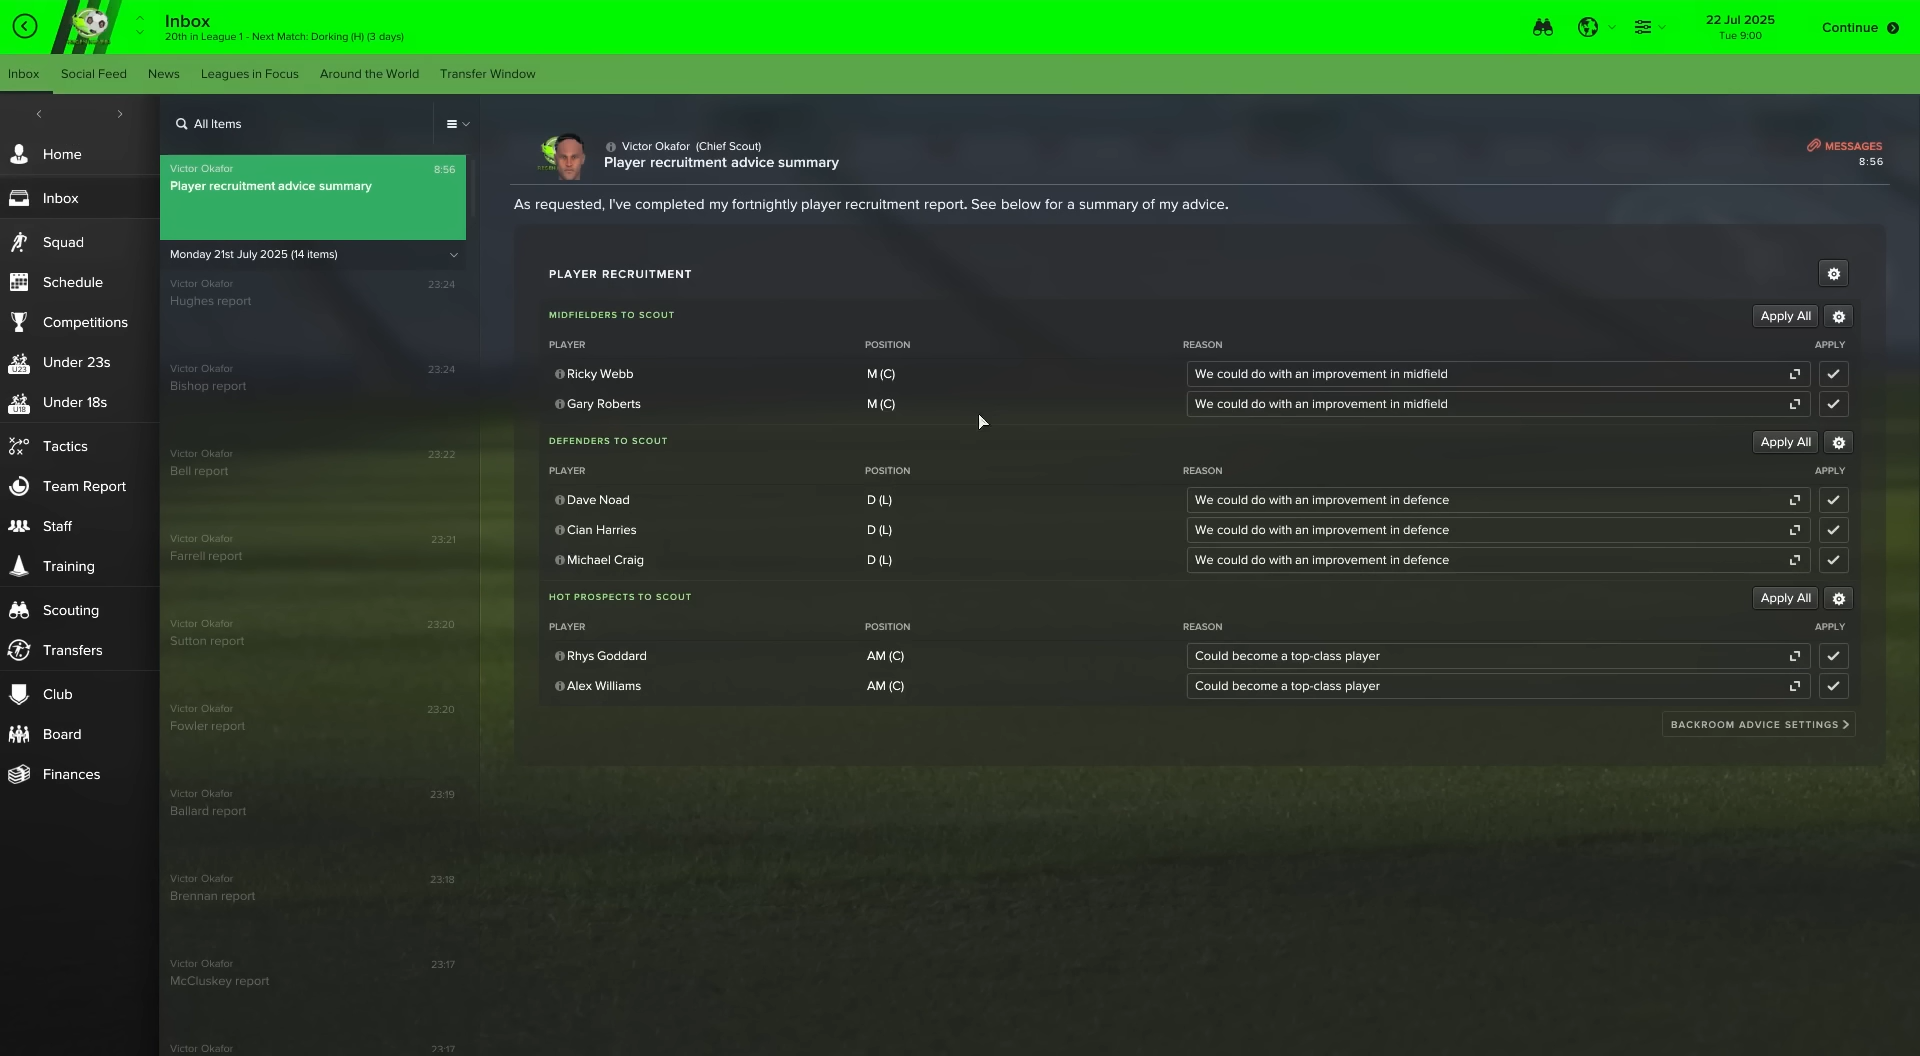 Inbox
20th in League 1 - Next Match: Dorking (H) (3 days)
22 Jul 2025
Tue 9:00
Continue
Inbox Social Feed News Leagues in Focus Around the World Transfer Window
Home
Inbox
Squad
Schedule
Competitions
U23 Under 23s
U18 Under 18s
Tactics
Team Report
Staff
Training
Scouting
Transfers
Club
Board
Finances
All Items
Victor Okafor 8:56
Player recruitment advice summary
Monday 21st July 2025 (14 items)
Victor Okafor 23:24
Hughes report
Victor Okafor 23:24
Bishop report
Victor Okafor 23:22
Bell report
Victor Okafor 23:21
Farrell report
Victor Okafor 23:20
Sutton report
Victor Okafor 23:20
Fowler report
Victor Okafor 23:19
Ballard report
Victor Okafor 23:18
Brennan report
Victor Okafor 23:17
McCluskey report
Victor Okafor 23:17
Victor Okafor (Chief Scout)
Player recruitment advice summary
MESSAGES
8:56
As requested, I've completed my fortnightly player recruitment report. See below for a summary of my advice.
PLAYER RECRUITMENT
MIDFIELDERS TO SCOUT Apply All
PLAYER POSITION REASON APPLY
Ricky Webb M (C) We could do with an improvement in midfield
Gary Roberts M (C) We could do with an improvement in midfield
DEFENDERS TO SCOUT Apply All
PLAYER POSITION REASON APPLY
Dave Noad D (L) We could do with an improvement in defence
Cian Harries D (L) We could do with an improvement in defence
Michael Craig D (L) We could do with an improvement in defence
HOT PROSPECTS TO SCOUT Apply All
PLAYER POSITION REASON APPLY
Rhys Goddard AM (C) Could become a top-class player
Alex Williams AM (C) Could become a top-class player
BACKROOM ADVICE SETTINGS